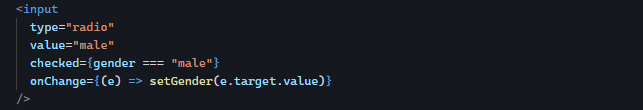 <input
type="radio"
value="male"
checked={gender === "male"}
onChange={(e) => setGender(e.target.value)}
/>